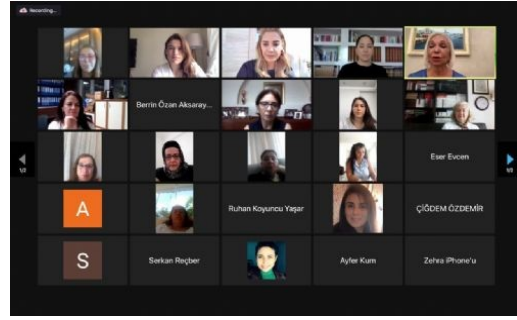 Recording...
Berrin Özan Aksaray...
Eser Evcen
A
Ruhan Koyuncu Yaşar
ÇİĞDEM ÖZDEMİR
S
Serkan Reçber
Ayfer Kum
Zehra iPhone'u